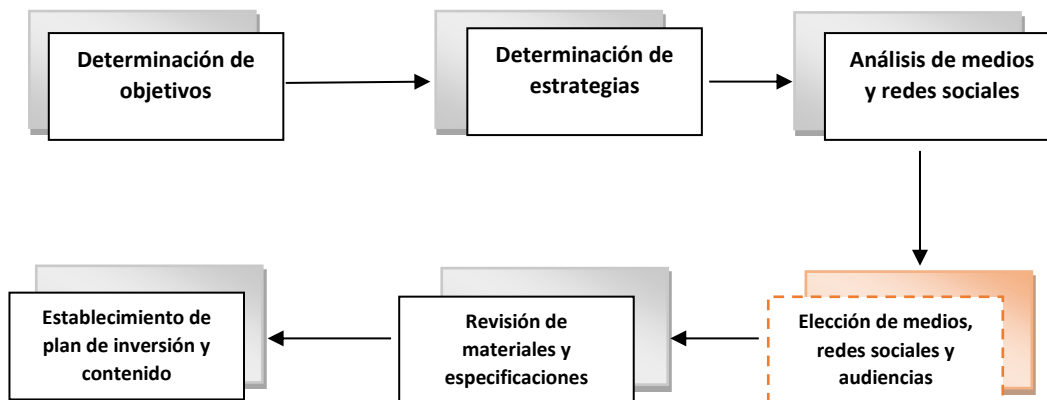 Determinación de
objetivos
Determinación de
estrategias
Análisis de medios
y redes sociales
Establecimiento de
plan de inversión y
contenido
Revisión de
materiales y
especificaciones
Elección de medios,
redes sociales y
audiencias